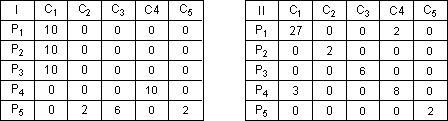 I C₁ C₂ C₃ C4 C₅
P₁ 10 0 0 0 0
P₂ 10 0 0 0 0
P₃ 10 0 0 0 0
P₄ 0 0 0 10 0
P₅ 0 2 6 0 2
II C₁ C₂ C₃ C4 C₅
P₁ 27 0 0 2 0
P₂ 0 2 0 0 0
P₃ 0 0 6 0 0
P₄ 3 0 0 8 0
P₅ 0 0 0 0 2